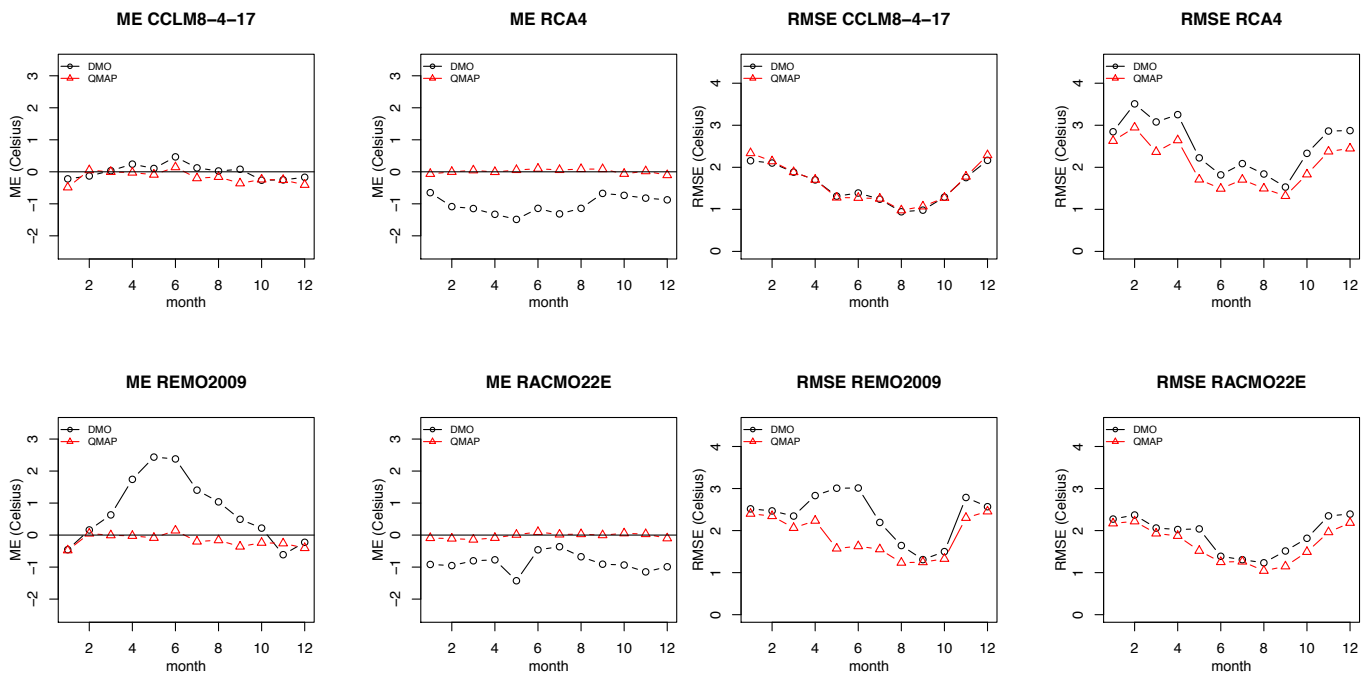 ME CCLM8−4−17
ME (Celsius)
3
2
1
0
−1
−2
DMO
QMAP
2 4 6 8 10 12
month
ME RCA4
ME (Celsius)
3
2
1
0
−1
−2
DMO
QMAP
2 4 6 8 10 12
month
RMSE CCLM8−4−17
RMSE (Celsius)
4
3
2
1
0
DMO
QMAP
2 4 6 8 10 12
month
RMSE RCA4
RMSE (Celsius)
4
3
2
1
0
DMO
QMAP
2 4 6 8 10 12
month
ME REMO2009
ME (Celsius)
3
2
1
0
−1
−2
DMO
QMAP
2 4 6 8 10 12
month
ME RACMO22E
ME (Celsius)
3
2
1
0
−1
−2
DMO
QMAP
2 4 6 8 10 12
month
RMSE REMO2009
RMSE (Celsius)
4
3
2
1
0
DMO
QMAP
2 4 6 8 10 12
month
RMSE RACMO22E
RMSE (Celsius)
4
3
2
1
0
DMO
QMAP
2 4 6 8 10 12
month